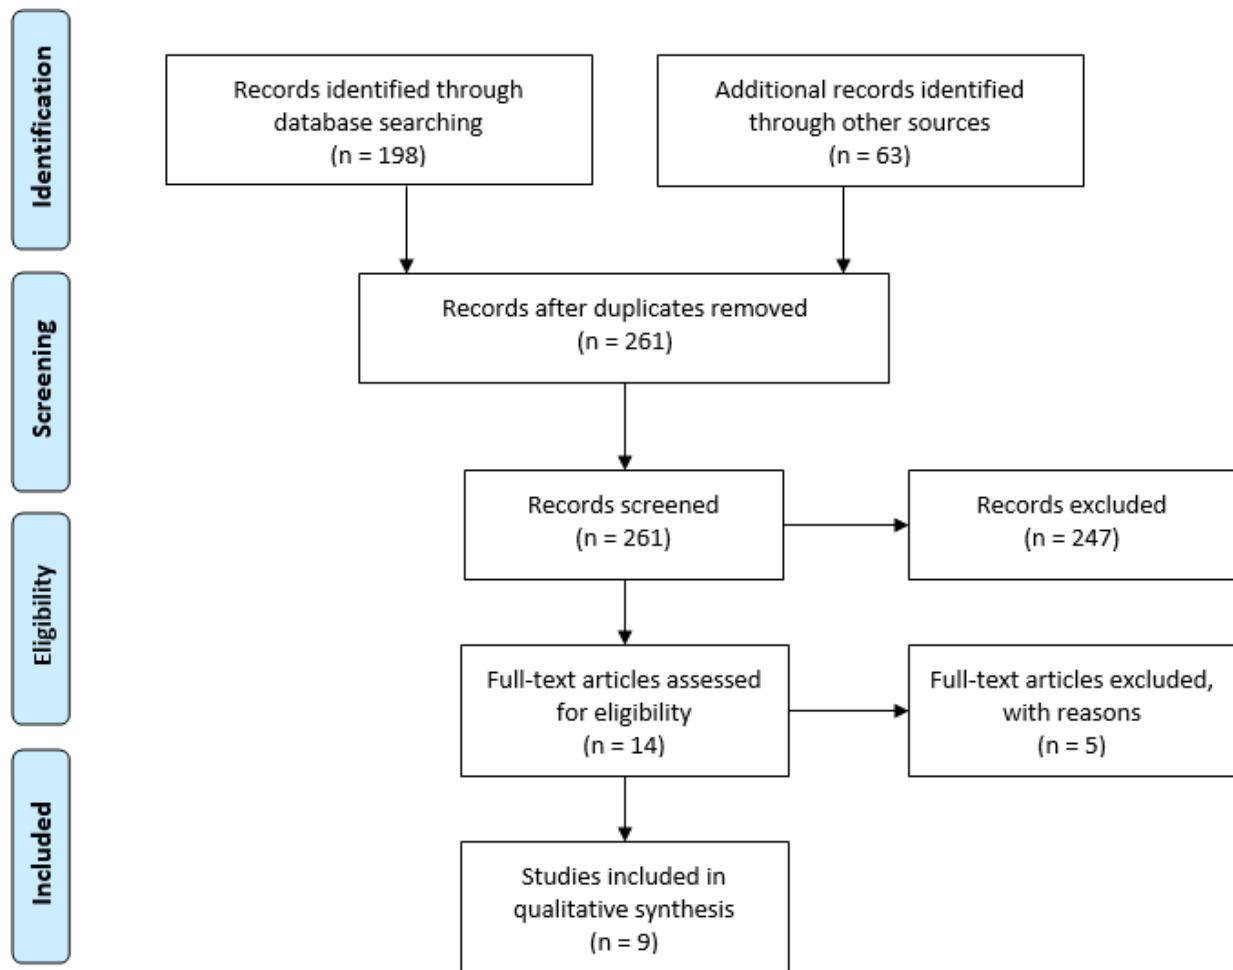 Identification
Records identified through
database searching
(n = 198)
Additional records identified
through other sources
(n = 63)
Screening
Records after duplicates removed
(n = 261)
Records screened
(n = 261)
Records excluded
(n = 247)
Eligibility
Full-text articles assessed
for eligibility
(n = 14)
Full-text articles excluded,
with reasons
(n = 5)
Included
Studies included in
qualitative synthesis
(n = 9)